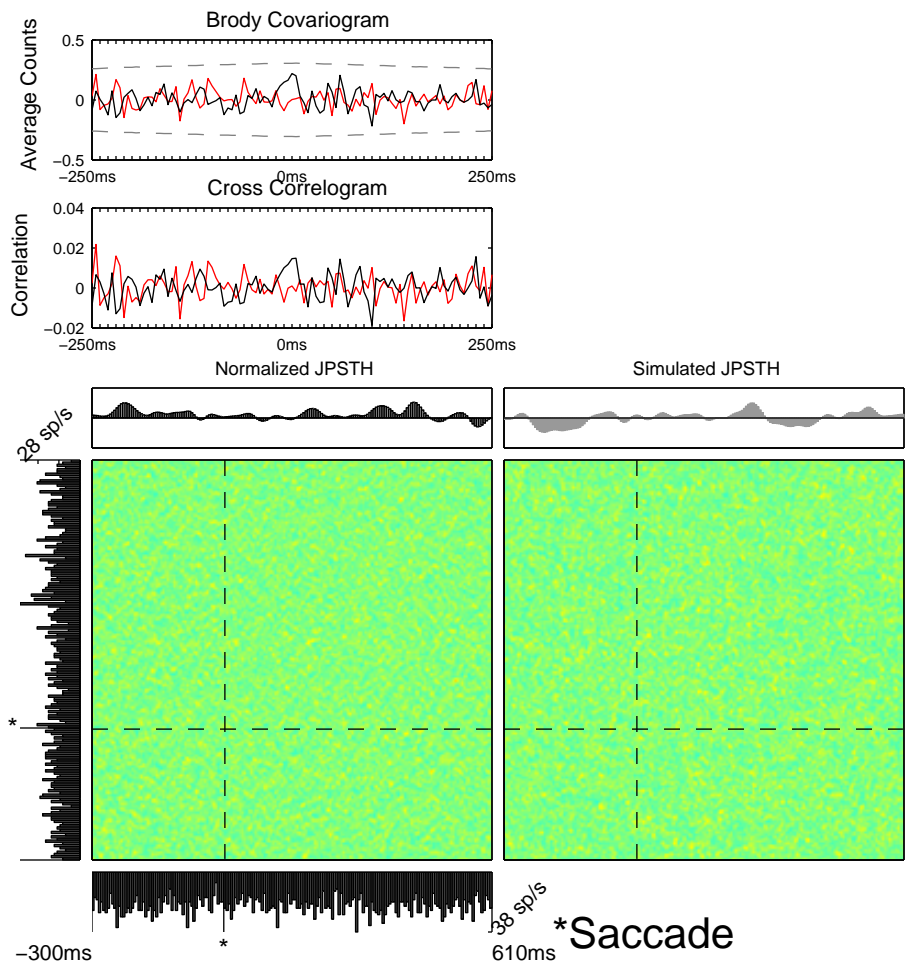 Brody Covariogram
Average Counts
0.5
0
−0.5
−250ms
0ms
250ms
Cross Correlogram
Correlation
0.04
0.02
0
−0.02
−250ms
0ms
250ms
Normalized JPSTH
Simulated JPSTH
28 sp/s
*
38 sp/s
*
*Saccade
−300ms
610ms